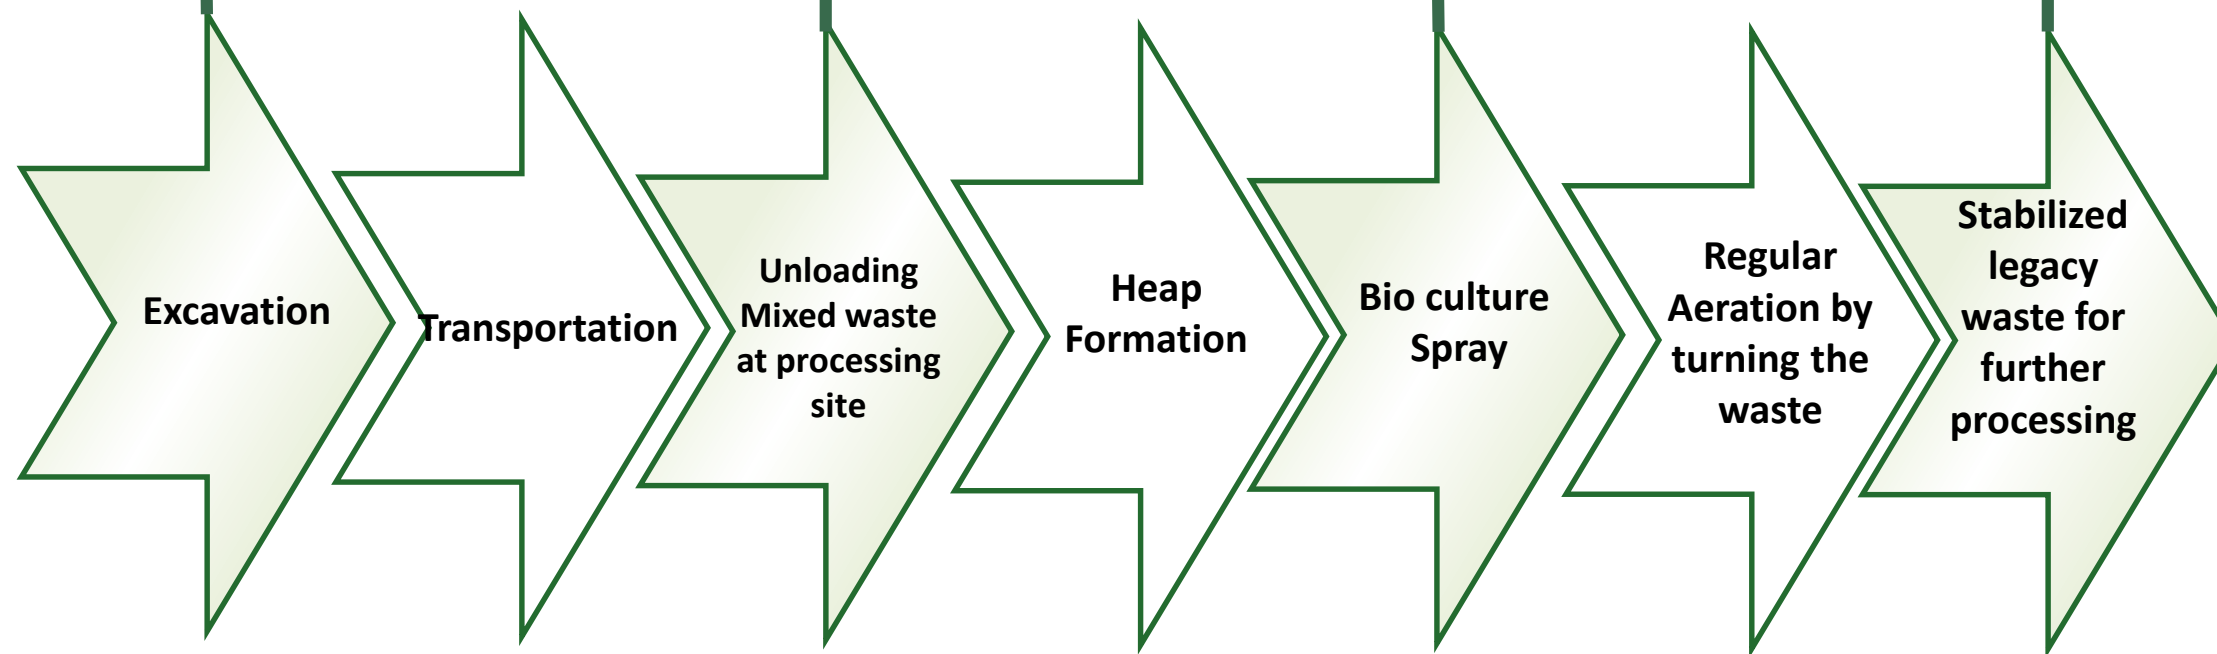 Excavation
Transportation
Unloading
Mixed waste
at processing
site
Heap
Formation
Bio culture
Spray
Regular
Aeration by
turning the
waste
Stabilized
legacy
waste for
further
processing